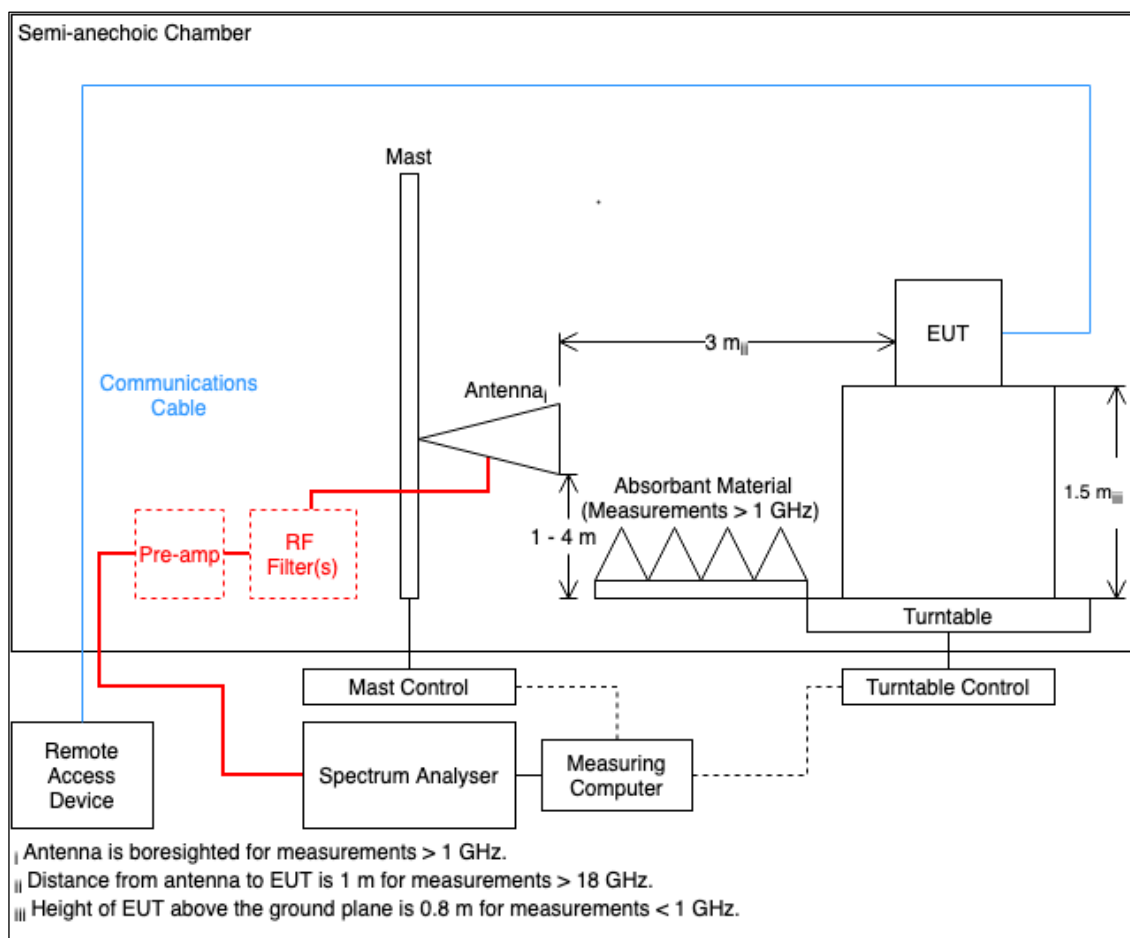 Semi-anechoic Chamber
Mast
EUT
3 mii
Communications
Cable
Antennai
Absorbant Material
(Measurements > 1 GHz)
1.5 miii
1 - 4 m
Pre-amp
RF
Filter(s)
Turntable
Mast Control
Turntable Control
Remote
Access
Device
Spectrum Analyser
Measuring
Computer
i Antenna is boresighted for measurements > 1 GHz.
ii Distance from antenna to EUT is 1 m for measurements > 18 GHz.
iii Height of EUT above the ground plane is 0.8 m for measurements < 1 GHz.